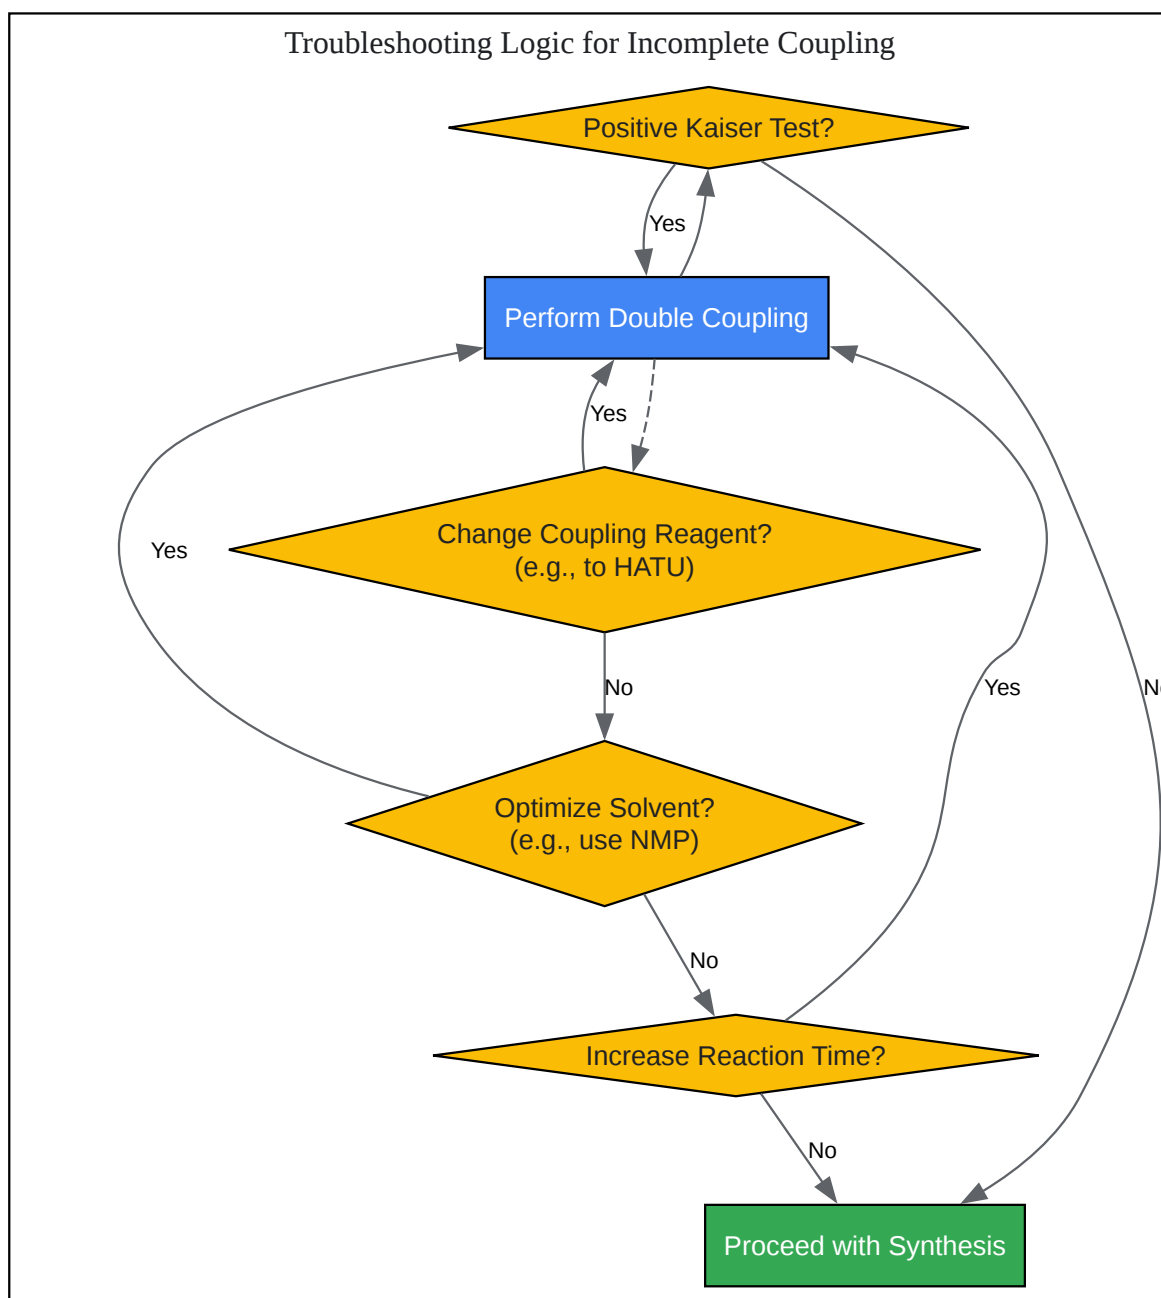 Troubleshooting Logic for Incomplete Coupling
Positive Kaiser Test?
Yes
Perform Double Coupling
Yes
Change Coupling Reagent?
(e.g., to HATU)
Yes
No
Yes
Optimize Solvent?
(e.g., use NMP)
No
Increase Reaction Time?
No
Proceed with Synthesis